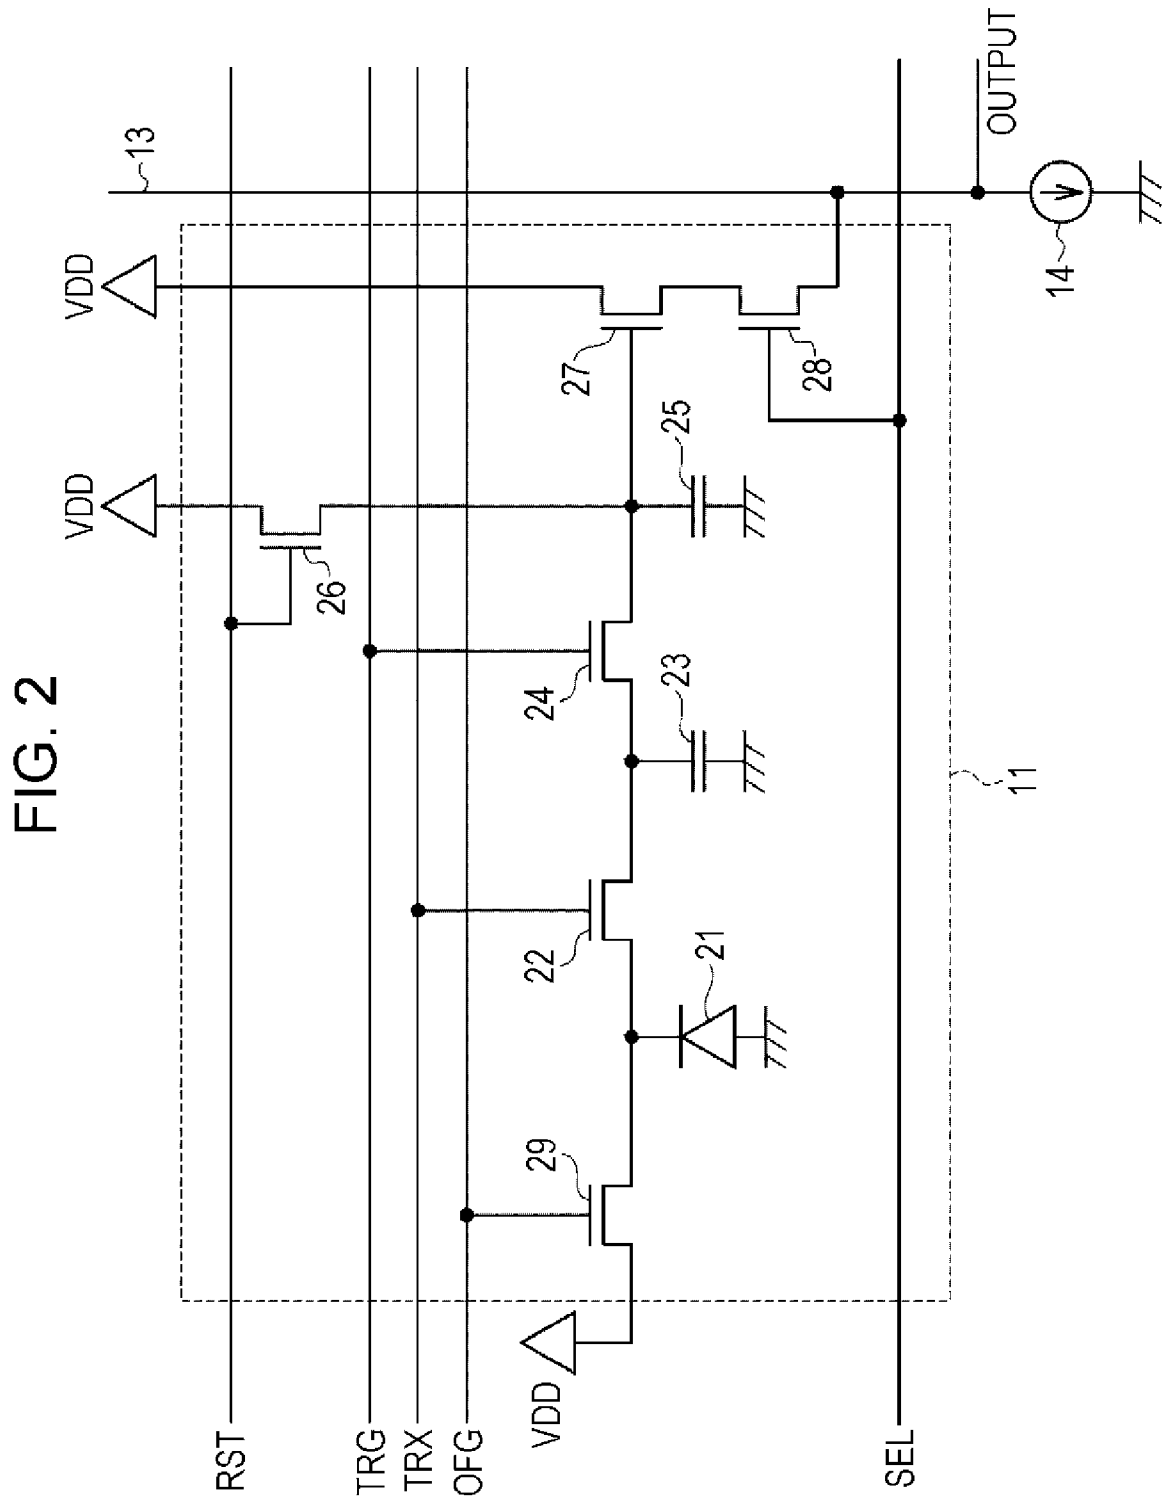 FIG. 2
VDD
VDD
13
RST
TRG
TRX
OFG
VDD
26
24
22
29
27
28
25
23
21
SEL
11
14
OUTPUT